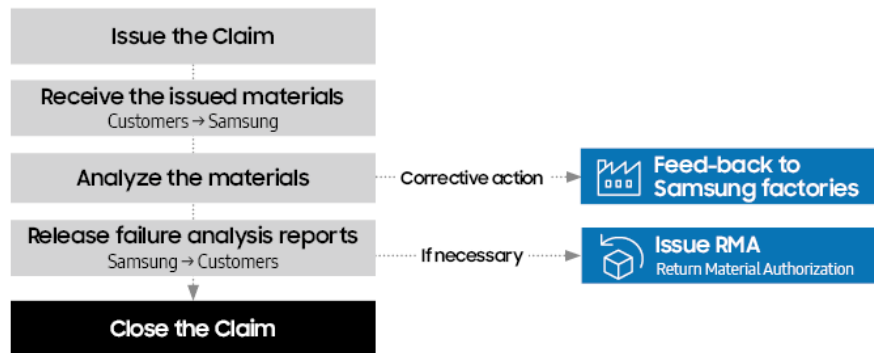 Issue the Claim
Receive the issued materials
Customers → Samsung
Analyze the materials
Corrective action
Feed-back to
Samsung factories
Release failure analysis reports
Samsung → Customers
If necessary
Issue RMA
Return Material Authorization
Close the Claim